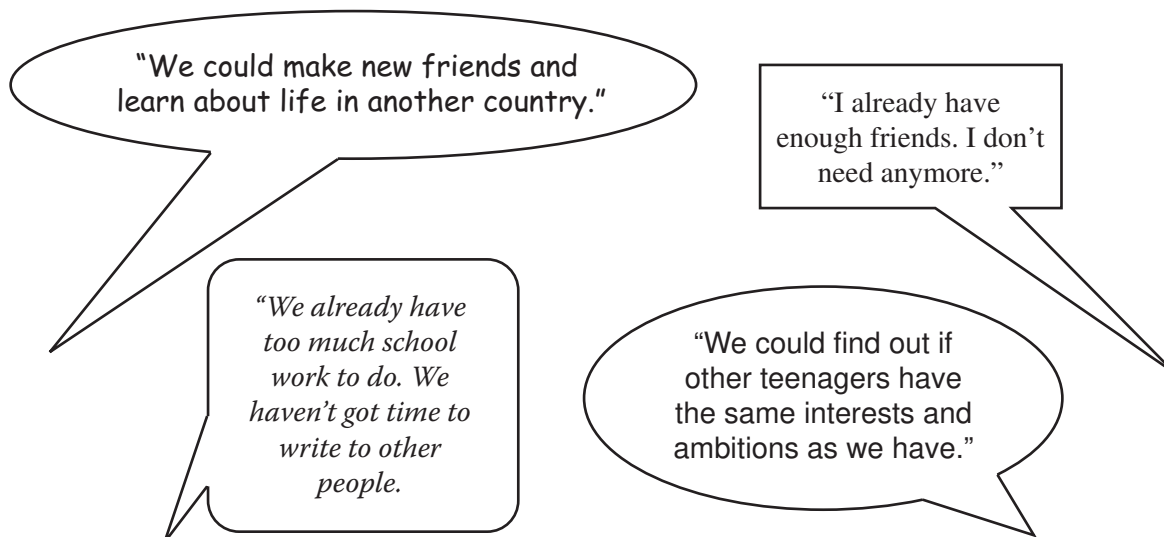 “We could make new friends and
learn about life in another country.”
“I already have
enough friends. I don’t
need anymore.”
“We already have
too much school
work to do. We
haven’t got time to
write to other
people.
“We could find out if
other teenagers have
the same interests and
ambitions as we have.”